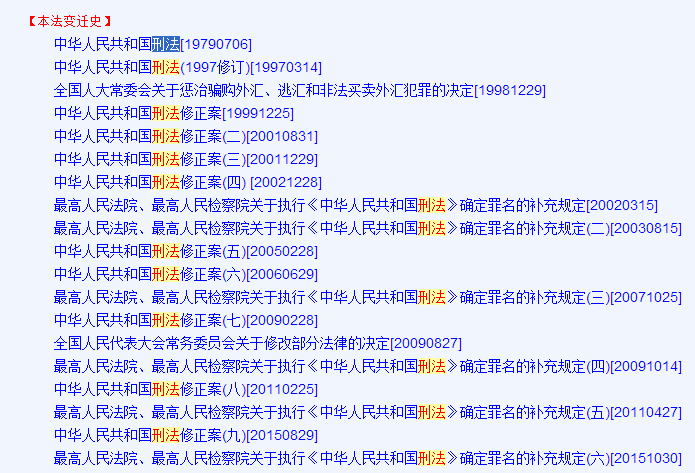 【本法变迁史】
中华人民共和国刑法[19790706]
中华人民共和国刑法(1997修订)[19970314]
全国人大常委会关于惩治骗购外汇、逃汇和非法买卖外汇犯罪的决定[19981229]
中华人民共和国刑法修正案[19991225]
中华人民共和国刑法修正案(二)[20010831]
中华人民共和国刑法修正案(三)[20011229]
中华人民共和国刑法修正案(四) [20021228]
最高人民法院、最高人民检察院关于执行《中华人民共和国刑法》确定罪名的补充规定[20020315]
最高人民法院、最高人民检察院关于执行《中华人民共和国刑法》确定罪名的补充规定(二)[20030815]
中华人民共和国刑法修正案(五)[20050228]
中华人民共和国刑法修正案(六)[20060629]
最高人民法院、最高人民检察院关于执行《中华人民共和国刑法》确定罪名的补充规定(三)[20071025]
中华人民共和国刑法修正案(七)[20090228]
全国人民代表大会常务委员会关于修改部分法律的决定[20090827]
最高人民法院、最高人民检察院关于执行《中华人民共和国刑法》确定罪名的补充规定(四)[20091014]
中华人民共和国刑法修正案(八)[20110225]
最高人民法院、最高人民检察院关于执行《中华人民共和国刑法》确定罪名的补充规定(五)[20110427]
中华人民共和国刑法修正案(九)[20150829]
最高人民法院、最高人民检察院关于执行《中华人民共和国刑法》确定罪名的补充规定(六)[20151030]